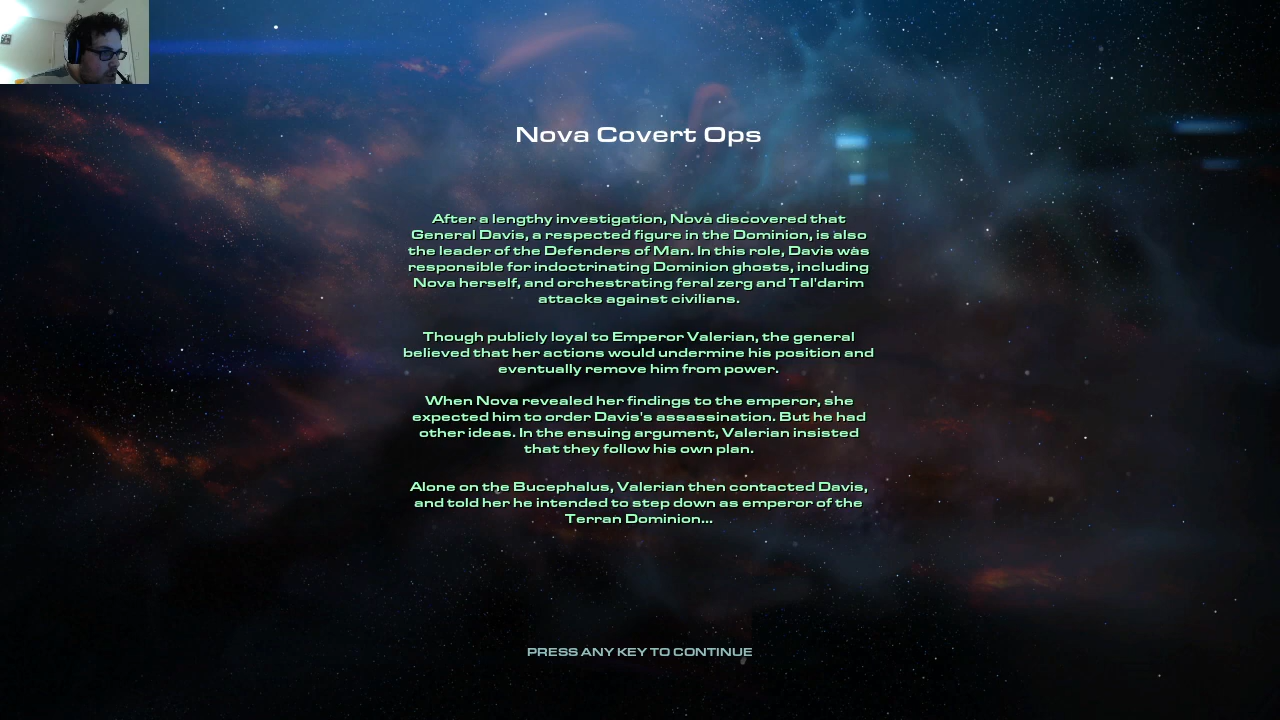 Nova Covert Ops
After a lengthy investigation, Nova discovered that
General Davis, a respected figure in the Dominion, is also
the leader of the Defenders of Man. In this role, Davis was
responsible for indoctrinating Dominion ghosts, including
Nova herself, and orchestrating feral zerg and Tal'darim
attacks against civilians.
Though publicly loyal to Emperor Valerian, the general
believed that her actions would undermine his position and
eventually remove him from power.
When Nova revealed her findings to the emperor, she
expected him to order Davis's assassination. But he had
other ideas. In the ensuing argument, Valerian insisted
that they follow his own plan.
Alone on the Bucephalus, Valerian then contacted Davis,
and told her he intended to step down as emperor of the
Terran Dominion...
PRESS ANY KEY TO CONTINUE